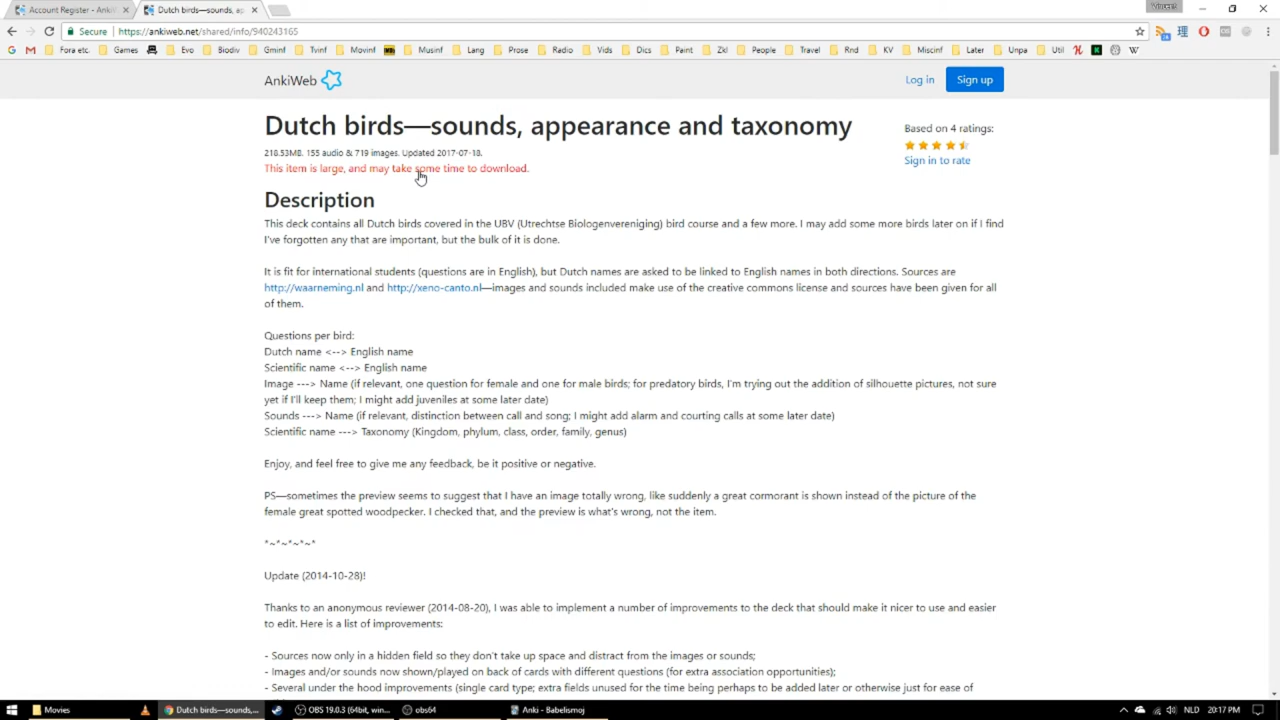 Account Register - Anki
Dutch birds—sounds, ap
Vincent
Secure
https://ankiweb.net/shared/info/940243165
Fora etc.
Games
Evo
Biodiv
Gminf
Tvinf
Movinf
Musinf
Lang
Prose
Radio
Vids
Dics
Paint
Zkl
People
Travel
Rnd
KV
Miscinf
Later
Unpa
Util
AnkiWeb
Log in
Sign up
Dutch birds—sounds, appearance and taxonomy
Based on 4 ratings:
218.53MB. 155 audio & 719 images. Updated 2017-07-18.
Sign in to rate
This item is large, and may take some time to download.
Description
This deck contains all Dutch birds covered in the UBV (Utrechtse Biologenvereniging) bird course and a few more. I may add some more birds later on if I find
I've forgotten any that are important, but the bulk of it is done.
It is fit for international students (questions are in English), but Dutch names are asked to be linked to English names in both directions. Sources are
http://waarneming.nl and http://xeno-canto.nl—images and sounds included make use of the creative commons license and sources have been given for all
of them.
Questions per bird:
Dutch name <--> English name
Scientific name <--> English name
Image ---> Name (if relevant, one question for female and one for male birds; for predatory birds, I'm trying out the addition of silhouette pictures, not sure
yet if I'll keep them; I might add juveniles at some later date)
Sounds ---> Name (if relevant, distinction between call and song; I might add alarm and courting calls at some later date)
Scientific name ---> Taxonomy (Kingdom, phylum, class, order, family, genus)
Enjoy, and feel free to give me any feedback, be it positive or negative.
PS—sometimes the preview seems to suggest that I have an image totally wrong, like suddenly a great cormorant is shown instead of the picture of the
female great spotted woodpecker. I checked that, and the preview is what's wrong, not the item.
*~*~*~*~*
Update (2014-10-28)!
Thanks to an anonymous reviewer (2014-08-20), I was able to implement a number of improvements to the deck that should make it nicer to use and easier
to edit. Here is a list of improvements:
- Sources now only in a hidden field so they don't take up space and distract from the images or sounds;
- Images and/or sounds now shown/played on back of cards with different questions (for extra association opportunities);
- Several under the hood improvements (single card type; extra fields unused for the time being perhaps to be added later or otherwise just for ease of
Movies
Dutch birds—sounds,...
OBS 19.0.3 (64bit, win...
obs64
Anki - Babelismoj
NLD
20:17 PM